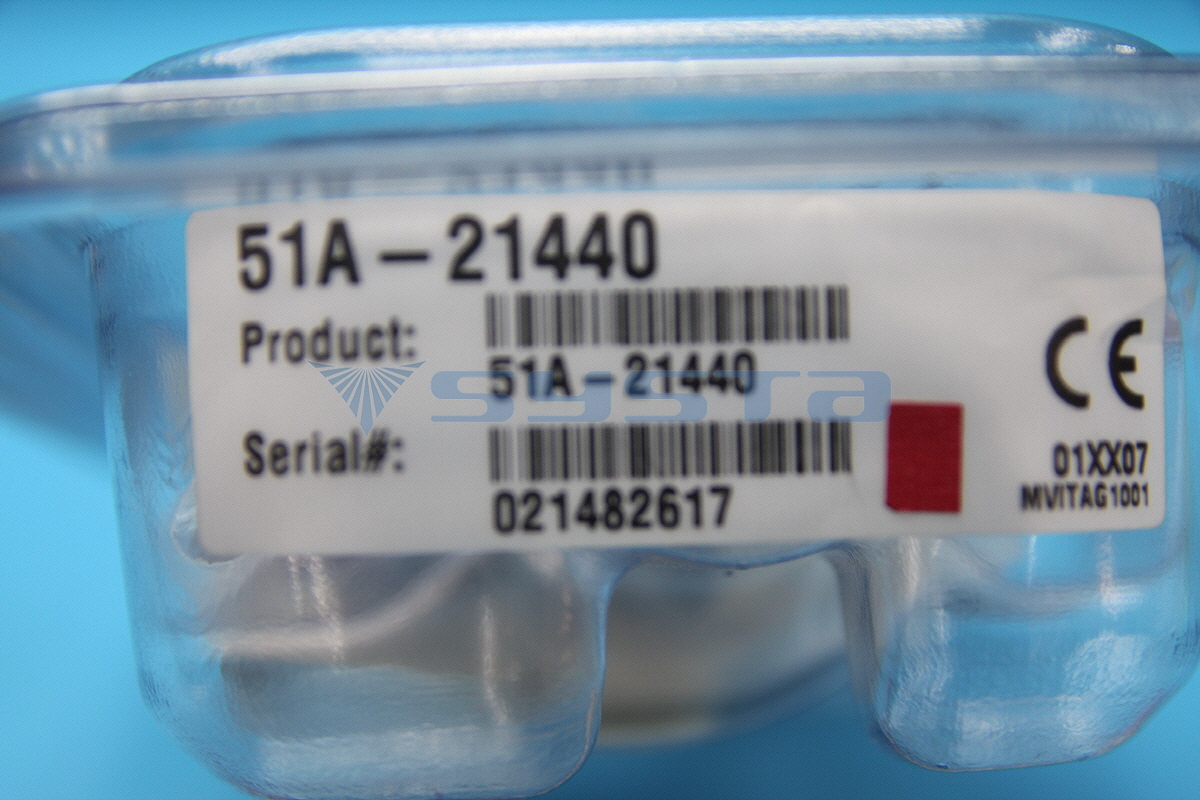 51A-21440
Product:
51A-21440
systa
Serial#:
021482617
CE
01XX07
MVITAG1001